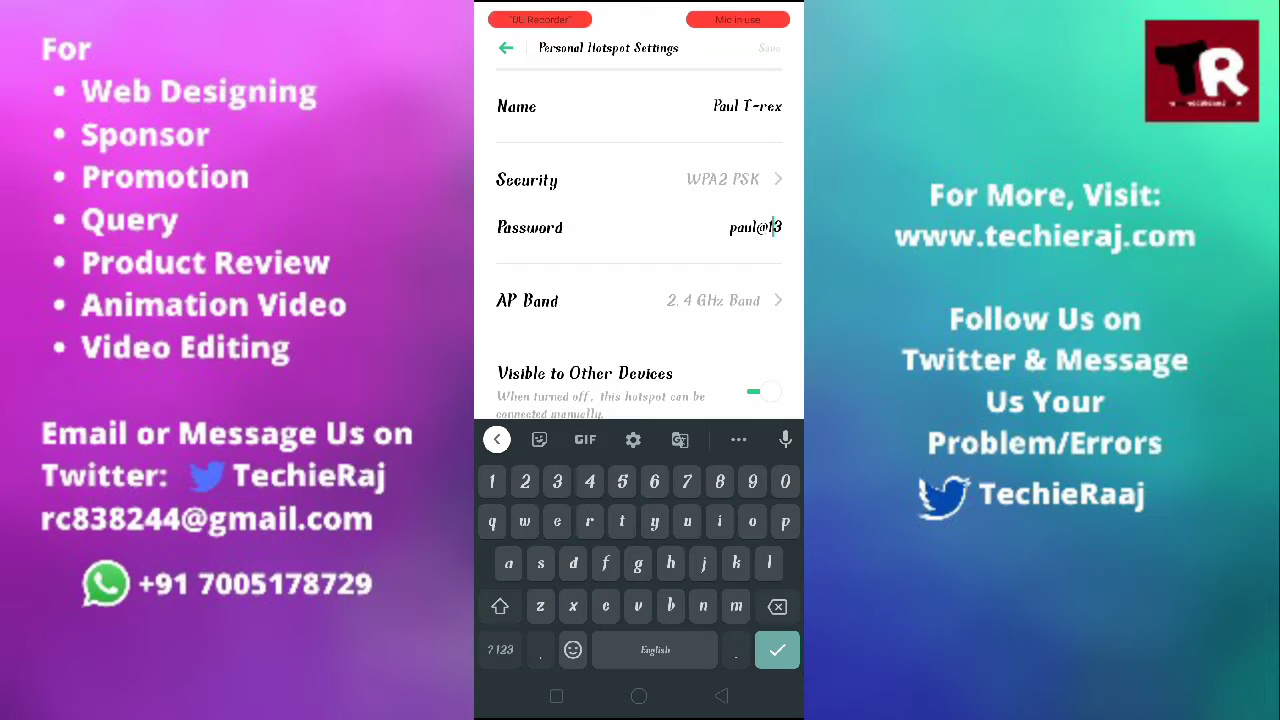 For
• Web Designing
• Sponsor
• Promotion
• Query
• Product Review
• Animation Video
• Video Editing
Email or Message Us on
Twitter: TechieRaj
rc838244@gmail.com
+91 7005178729
"DU Recorder" Mic in use
Personal Hotspot Settings Save
Name Paul T-rex
Security WPA2 PSK
Password paul@13
AP Band 2.4 GHz Band
Visible to Other Devices
When turned off, this hotspot can be
connected manually.
GIF
1 2 3 4 5 6 7 8 9 0
q w e r t y u i o p
a s d f g h j k l
z x c v b n m
?123 , English .
TR
For More, Visit:
www.techieraj.com
Follow Us on
Twitter & Message
Us Your
Problem/Errors
TechieRaaj